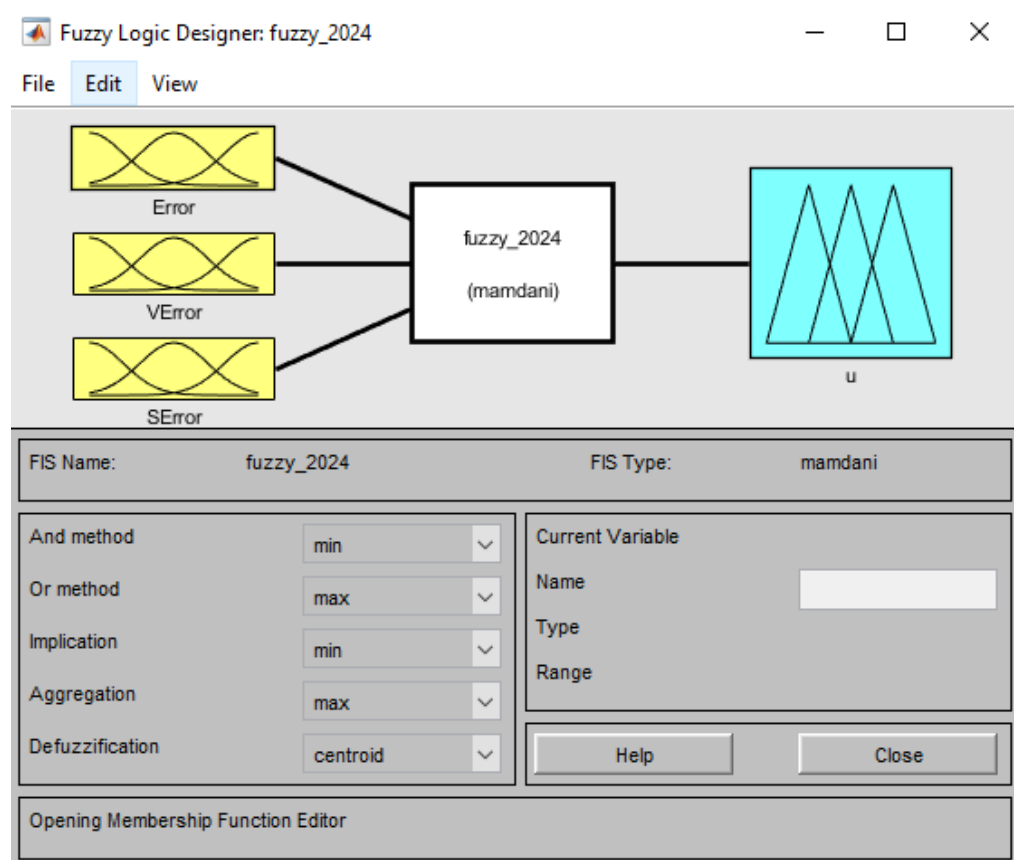 Fuzzy Logic Designer: fuzzy_2024
File Edit View
Error
VError
SError
fuzzy_2024
(mamdani)
u
FIS Name: fuzzy_2024 FIS Type: mamdani
And method min
Or method max
Implication min
Aggregation max
Defuzzification centroid
Current Variable
Name
Type
Range
Help Close
Opening Membership Function Editor